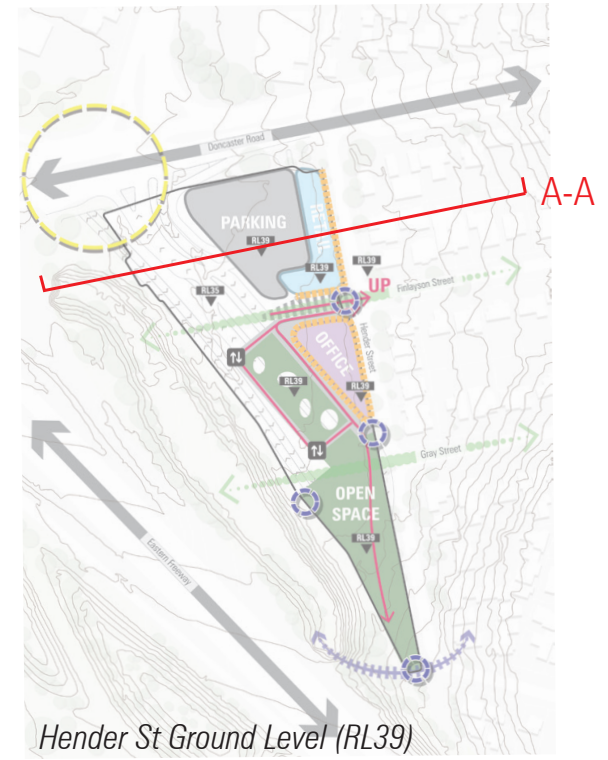 Doncaster Road
A-A
PARKING
RETAIL
RL39
RL39
RL39
UP
Finlayson Street
RL35
OFFICE
Hender Street
RL39
RL39
Gray Street
OPEN
SPACE
RL39
Eastern Freeway
Hender St Ground Level (RL39)